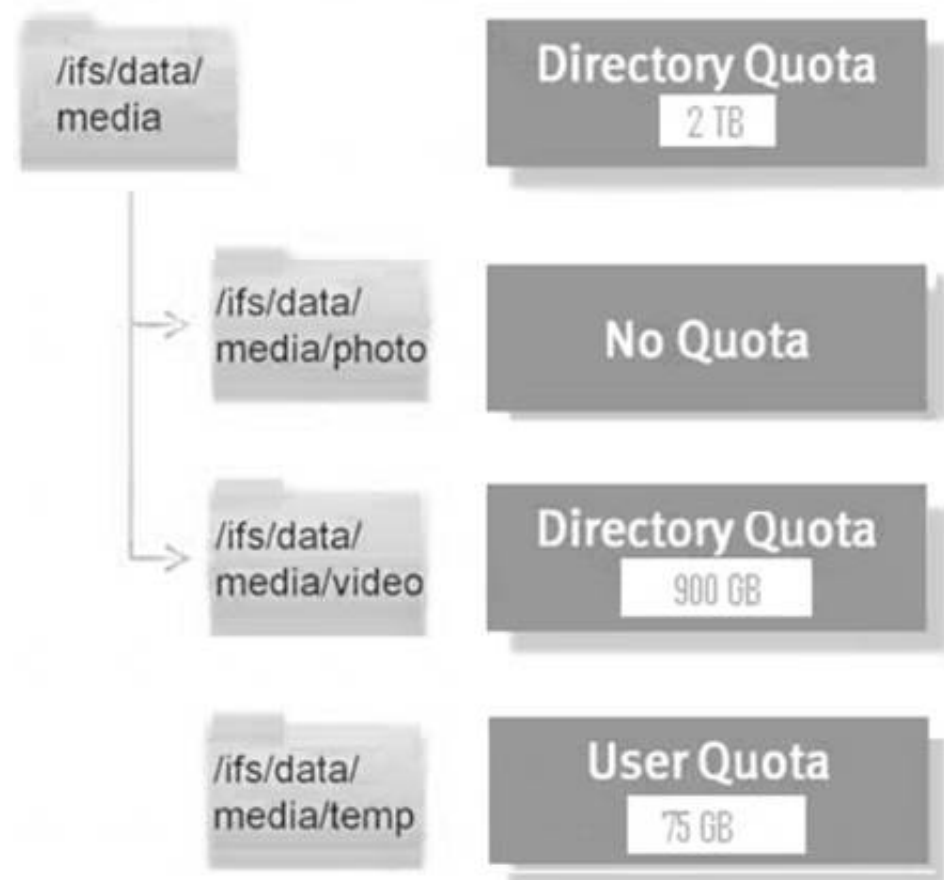 /ifs/data/
media
Directory Quota
2 TB
/ifs/data/
media/photo
No Quota
/ifs/data/
media/video
Directory Quota
900 GB
/ifs/data/
media/temp
User Quota
75 GB